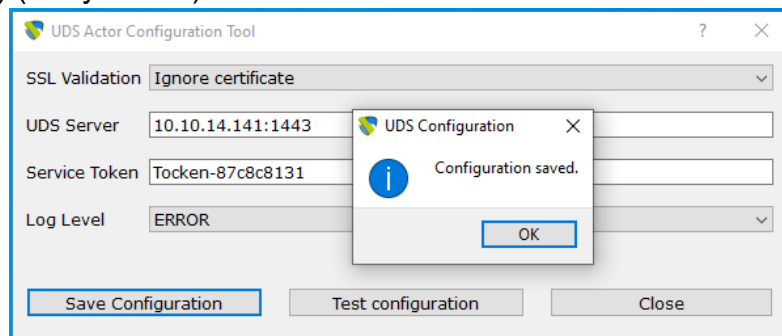 UDS Actor Configuration Tool ? ×
SSL Validation Ignore certificate
UDS Server 10.10.14.141:1443
UDS Configuration ×
Configuration saved.
OK
Service Token Tocken-87c8c8131
Log Level ERROR
Save Configuration Test configuration Close